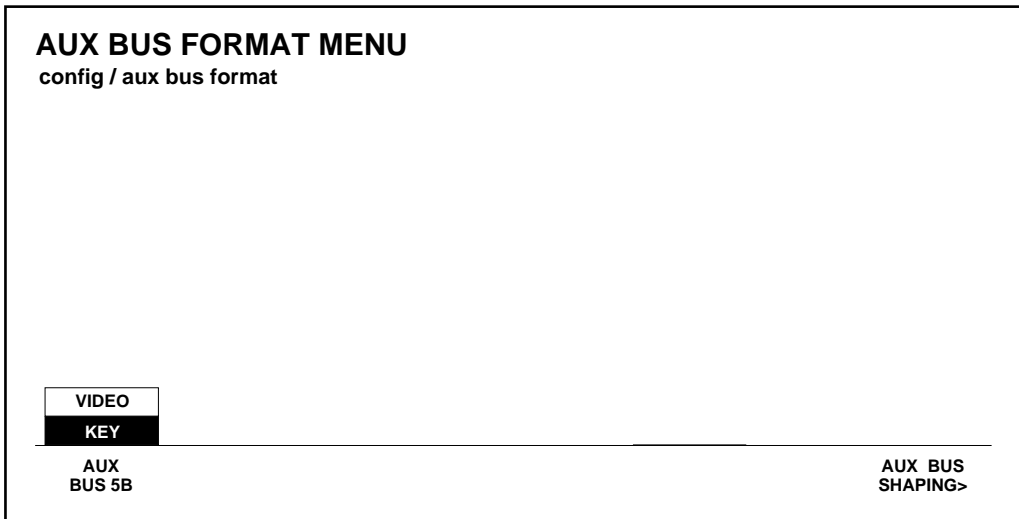 AUX BUS FORMAT MENU
config / aux bus format
VIDEO
KEY
AUX
BUS 5B
AUX BUS
SHAPING>